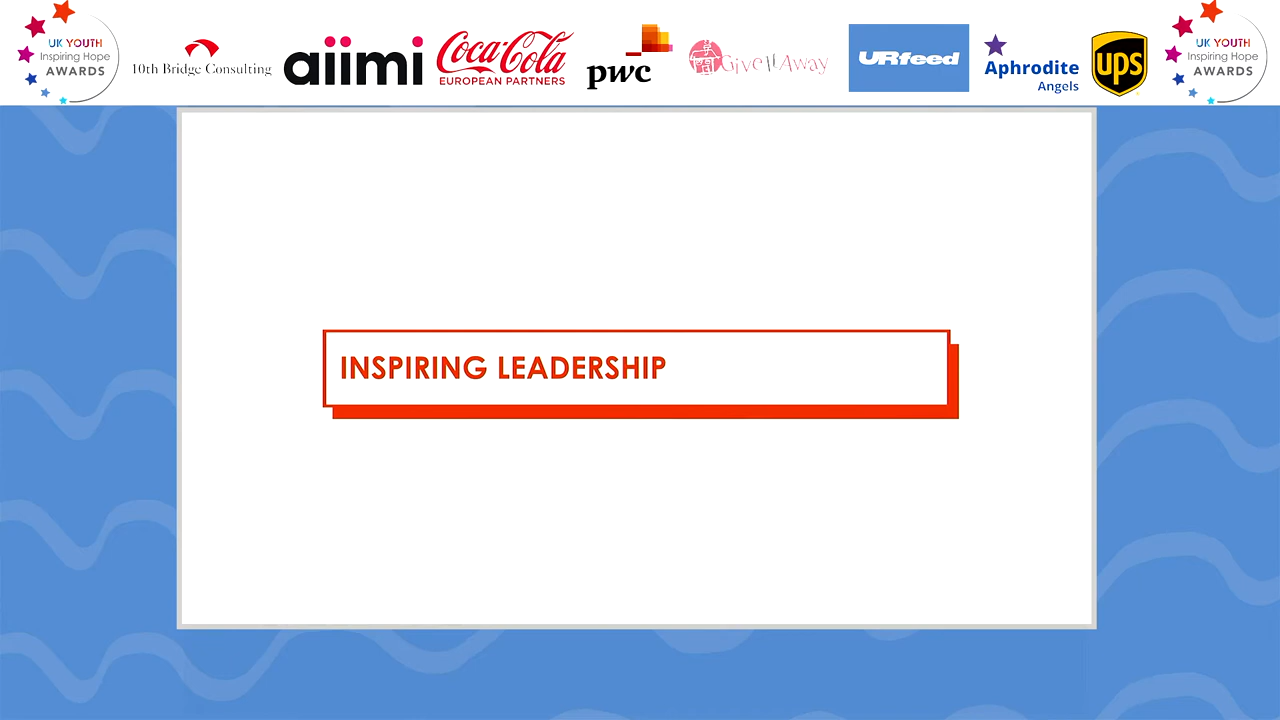 UK YOUTH
Inspiring Hope
AWARDS
10th Bridge Consulting
aiimi
Coca-Cola
EUROPEAN PARTNERS
pwc
GiveItAway
URfeed
Aphrodite
Angels
UPS
UK YOUTH
Inspiring Hope
AWARDS
INSPIRING LEADERSHIP